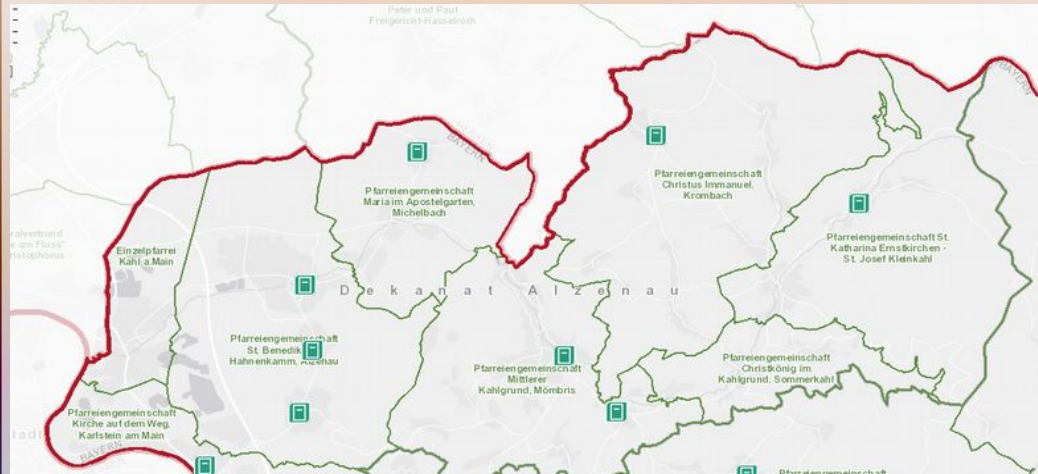 Peter und Paul
Freigericht-Hasselroth
BAYERN
BAYERN
Pfarreiengemeinschaft
Christus Immanuel,
Krombach
Pfarreiengemeinschaft
Maria im Apostelgarten,
Michelbach
Pfarreiengemeinschaft St.
Katharina Ernstkirchen -
St. Josef Kleinkahl
Einzelpfarrei
Kahl a.Main
Dekanat Alzenau
Pfarreiengemeinschaft
St. Benedik
Hahnenkamm, Alzenau
Pfarreiengemeinschaft
Mittlerer
Kahlgrund, Mömbris
Pfarreiengemeinschaft
Christkönig im
Kahlgrund, Sommerkahl
Pfarreiengemeinschaft
Kirche auf dem Weg,
Karlstein am Main
BAYERN
Pfarreiengemeinschaft